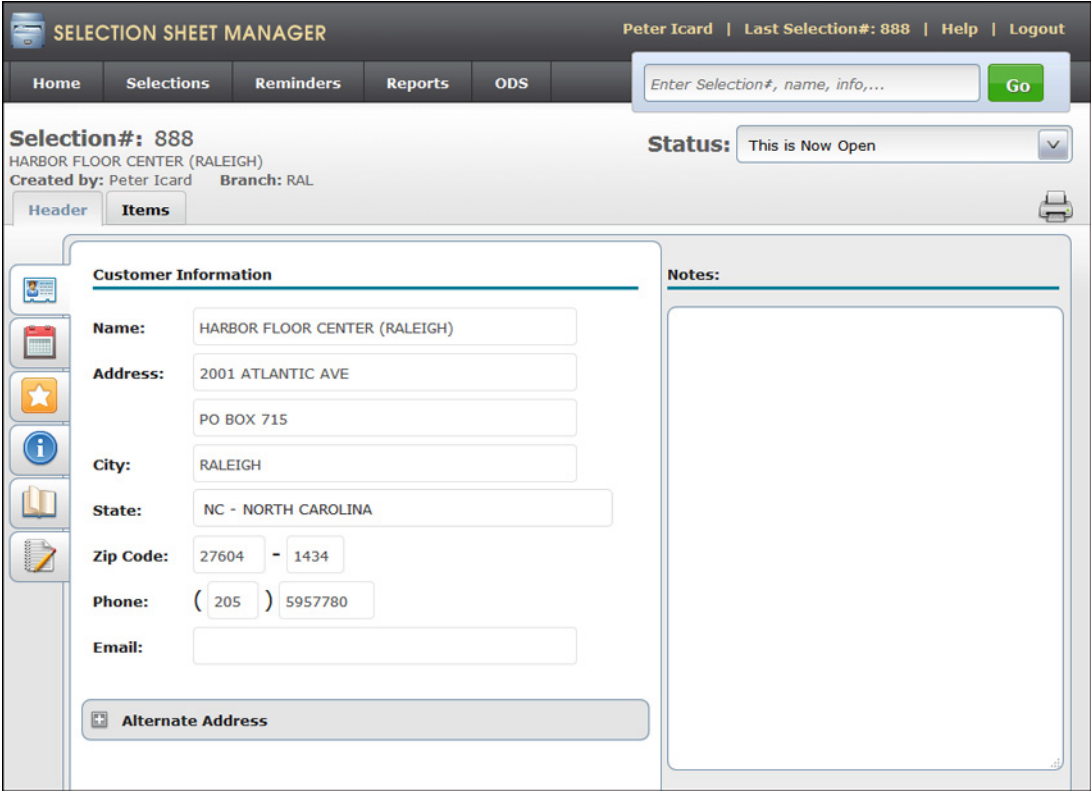 SELECTION SHEET MANAGER
Peter Icard | Last Selection#: 888 | Help | Logout
Home Selections Reminders Reports ODS
Enter Selection#, name, info,... Go
Selection#: 888
HARBOR FLOOR CENTER (RALEIGH)
Created by: Peter Icard Branch: RAL
Status: This is Now Open
Header Items
Customer Information
Name: HARBOR FLOOR CENTER (RALEIGH)
Address: 2001 ATLANTIC AVE
PO BOX 715
City: RALEIGH
State: NC - NORTH CAROLINA
Zip Code: 27604 - 1434
Phone: ( 205 ) 5957780
Email:
Alternate Address
Notes: